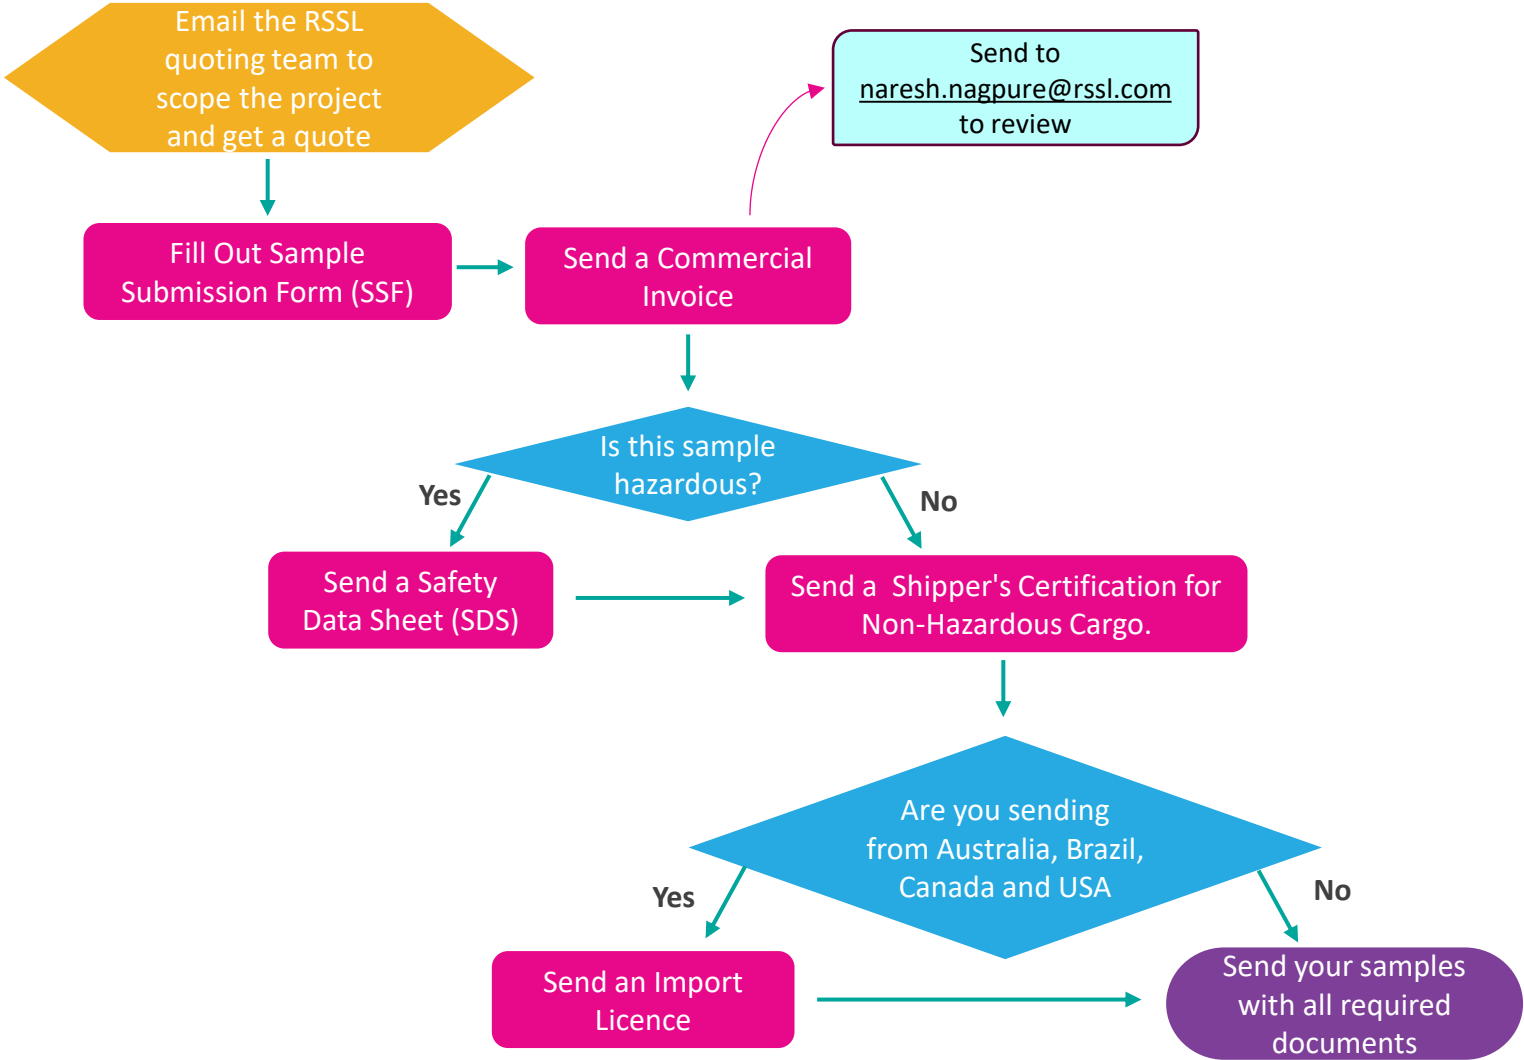 Email the RSSL
quoting team to
scope the project
and get a quote
Send to
naresh.nagpure@rssl.com
to review
Fill Out Sample
Submission Form (SSF)
Send a Commercial
Invoice
Is this sample
hazardous?
Yes
No
Send a Safety
Data Sheet (SDS)
Send a  Shipper's Certification for
Non-Hazardous Cargo.
Are you sending
from Australia, Brazil,
Canada and USA
Yes
No
Send an Import
Licence
Send your samples
with all required
documents